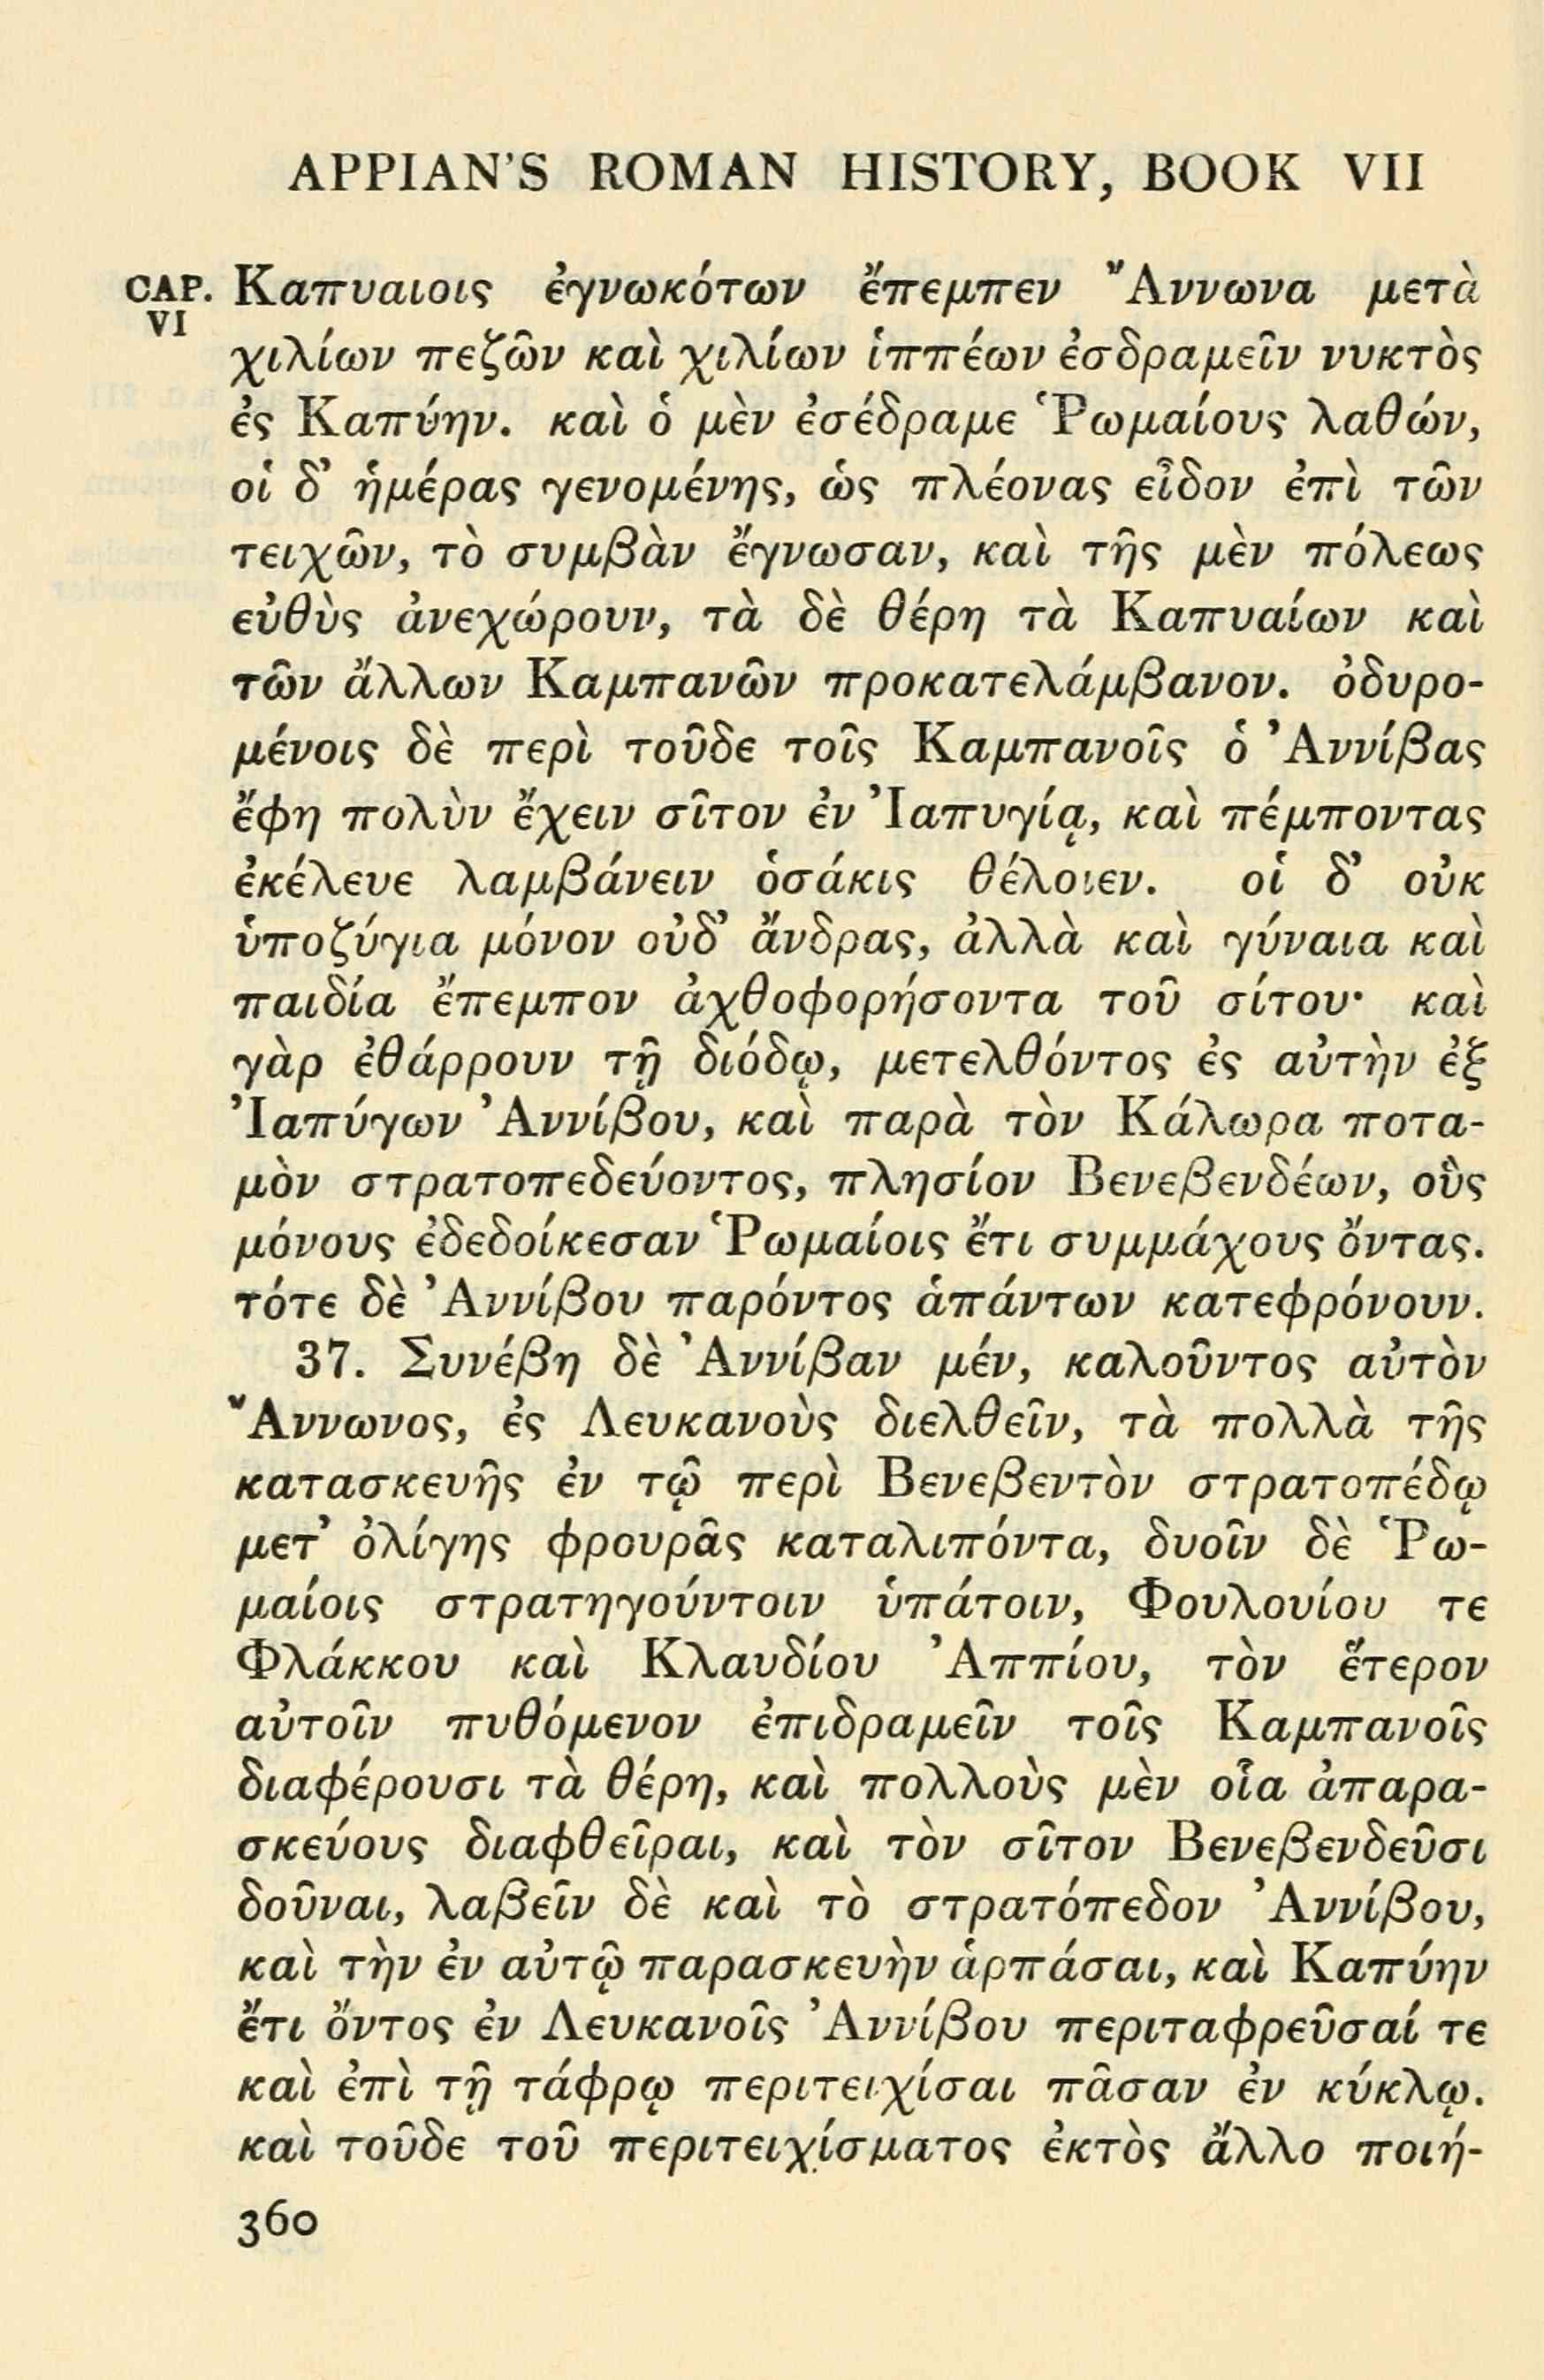 APPIAN'S ROMAN HISTORY, BOOK VII
CAP. VI
Καπυαιοις ἐγνωκότων ἔπεμπεν Ἄννωνα μετὰ
χιλίων πεζῶν καὶ χιλίων ἱππέων ἐσδραμεῖν νυκτὸς
ἐς Καπύην. καὶ ὁ μὲν ἐσέδραμε Ῥωμαίους λαθών,
οἱ δ’ ἡμέρας γενομένης, ὡς πλέονας εἶδον ἐπὶ τῶν
τειχῶν, τὸ συμβὰν ἔγνωσαν, καὶ τῆς μὲν πόλεως
εὐθὺς ἀνεχώρουν, τὰ δὲ θέρη τὰ Καπυαίων καὶ
τῶν ἄλλων Καμπανῶν προκατελάμβανον. ὀδυρο-
μένοις δὲ περὶ τοῦδε τοῖς Καμπανοῖς ὁ Ἀννίβας
ἔφη πολὺν ἔχειν σῖτον ἐν Ἰαπυγίᾳ, καὶ πέμποντας
ἐκέλευε λαμβάνειν ὁσάκις θέλοιεν. οἱ δ’ οὐκ
ὑποζύγια μόνον οὐδ’ ἄνδρας, ἀλλὰ καὶ γύναια καὶ
παιδία ἔπεμπον ἀχθοφορήσοντα τοῦ σίτου· καὶ
γὰρ ἐθάρρουν τῇ διόδῳ, μετελθόντος ἐς αὐτὴν ἐξ
Ἰαπύγων Ἀννίβου, καὶ παρὰ τὸν Κάλωρα ποτα-
μὸν στρατοπεδεύοντος, πλησίον Βενεβενδέων, οὓς
μόνους ἐδεδοίκεσαν Ῥωμαίοις ἔτι συμμάχους ὄντας.
τότε δὲ Ἀννίβου παρόντος ἁπάντων κατεφρόνουν.
37. Συνέβη δὲ Ἀννίβαν μέν, καλοῦντος αὐτὸν
Ἄννωνος, ἐς Λευκανοὺς διελθεῖν, τὰ πολλὰ τῆς
κατασκευῆς ἐν τῷ περὶ Βενεβεντὸν στρατοπέδῳ
μετ’ ὀλίγης φρουρᾶς καταλιπόντα, δυοῖν δὲ Ῥω-
μαίοις στρατηγούντοιν ὑπάτοιν, Φουλουίου τε
Φλάκκου καὶ Κλαυδίου Ἀππίου, τὸν ἕτερον
αὐτοῖν πυθόμενον ἐπιδραμεῖν τοῖς Καμπανοῖς
διαφέρουσι τὰ θέρη, καὶ πολλοὺς μὲν οἷα ἀπαρα-
σκεύους διαφθεῖραι, καὶ τὸν σῖτον Βενεβενδεῦσι
δοῦναι, λαβεῖν δὲ καὶ τὸ στρατόπεδον Ἀννίβου,
καὶ τὴν ἐν αὐτῷ παρασκευὴν ἁρπάσαι, καὶ Καπύην
ἔτι ὄντος ἐν Λευκανοῖς Ἀννίβου περιταφρεῦσαί τε
καὶ ἐπὶ τῇ τάφρῳ περιτειχίσαι πᾶσαν ἐν κύκλῳ.
καὶ τοῦδε τοῦ περιτειχίσματος ἐκτὸς ἄλλο ποιή-
360